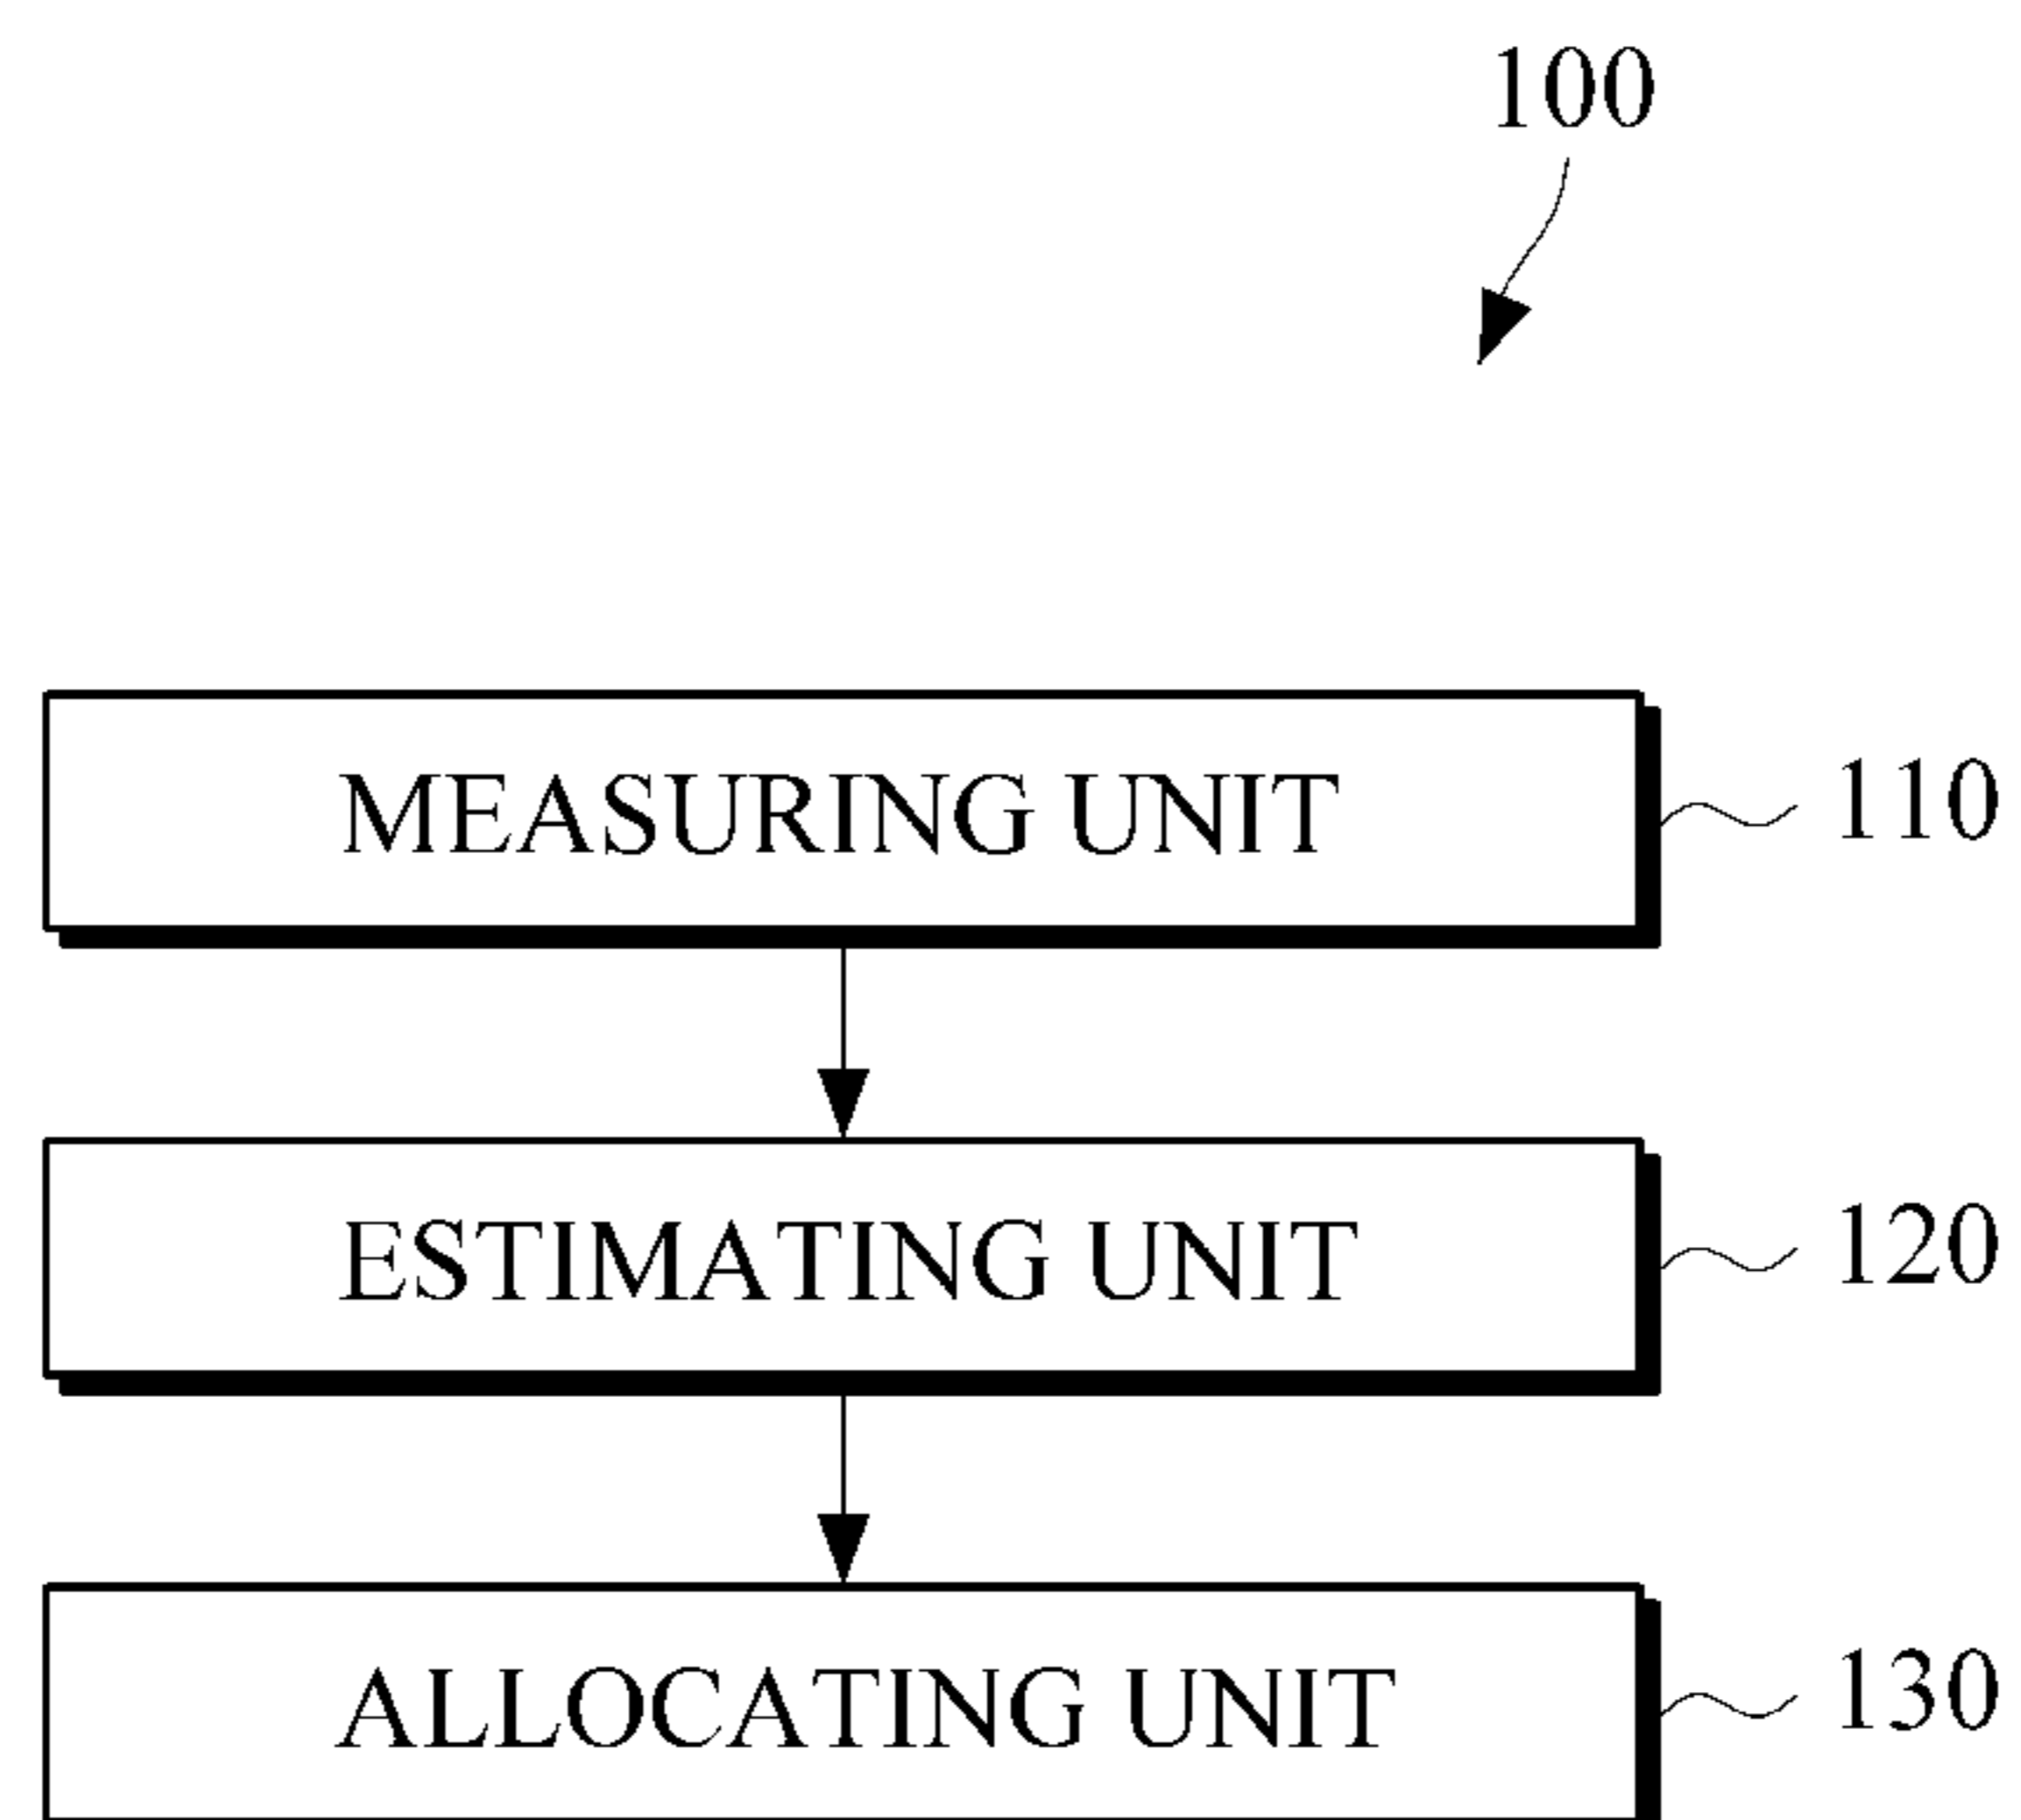 100
MEASURING UNIT 110
ESTIMATING UNIT 120
ALLOCATING UNIT 130